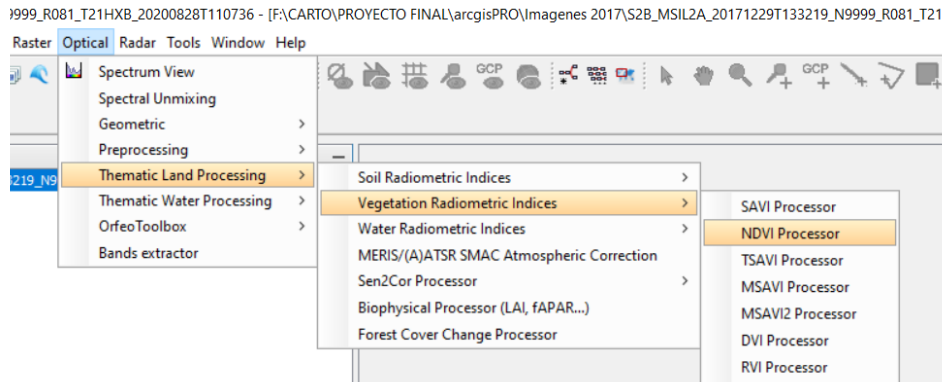 9999_R081_T21HXB_20200828T110736 - [F:\CARTO\PROYECTO FINAL\arcgisPRO\Imagenes 2017\S2B_MSIL2A_20171229T133219_N9999_R081_T21
Raster Optical Radar Tools Window Help
GCP GCP
Spectrum View
Spectral Unmixing
Geometric
Preprocessing
3219_N9
Thematic Land Processing
Thematic Water Processing
OrfeoToolbox
Bands extractor
Soil Radiometric Indices
Vegetation Radiometric Indices
Water Radiometric Indices
MERIS/(A)ATSR SMAC Atmospheric Correction
Sen2Cor Processor
Biophysical Processor (LAI, fAPAR...)
Forest Cover Change Processor
SAVI Processor
NDVI Processor
TSAVI Processor
MSAVI Processor
MSAVI2 Processor
DVI Processor
RVI Processor